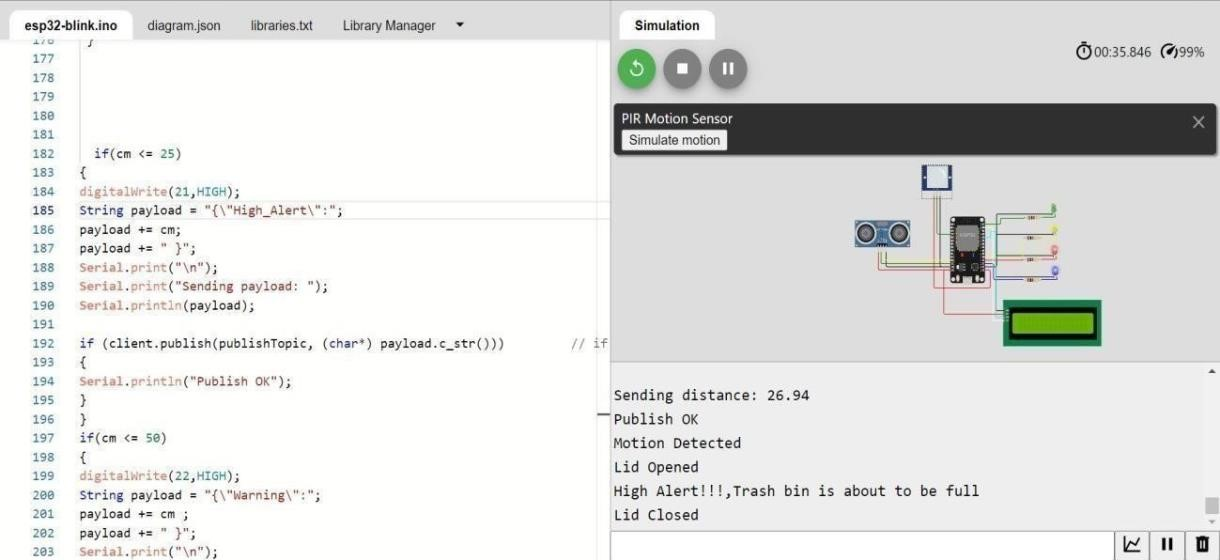 esp32-blink.ino diagram.json libraries.txt Library Manager
Simulation
00:35.846 99%
PIR Motion Sensor
Simulate motion
176 }
177
178
179
180
181
182 if(cm <= 25)
183 {
184 digitalWrite(21,HIGH);
185 String payload = "{\"High_Alert\":";
186 payload += cm;
187 payload += " }";
188 Serial.print("\n");
189 Serial.print("Sending payload: ");
190 Serial.println(payload);
191
192 if (client.publish(publishTopic, (char*) payload.c_str())) // if
193 {
194 Serial.println("Publish OK");
195 }
196 }
197 if(cm <= 50)
198 {
199 digitalWrite(22,HIGH);
200 String payload = "{\"Warning\":";
201 payload += cm ;
202 payload += " }";
203 Serial.print("\n");
Sending distance: 26.94
Publish OK
Motion Detected
Lid Opened
High Alert!!!,Trash bin is about to be full
Lid Closed